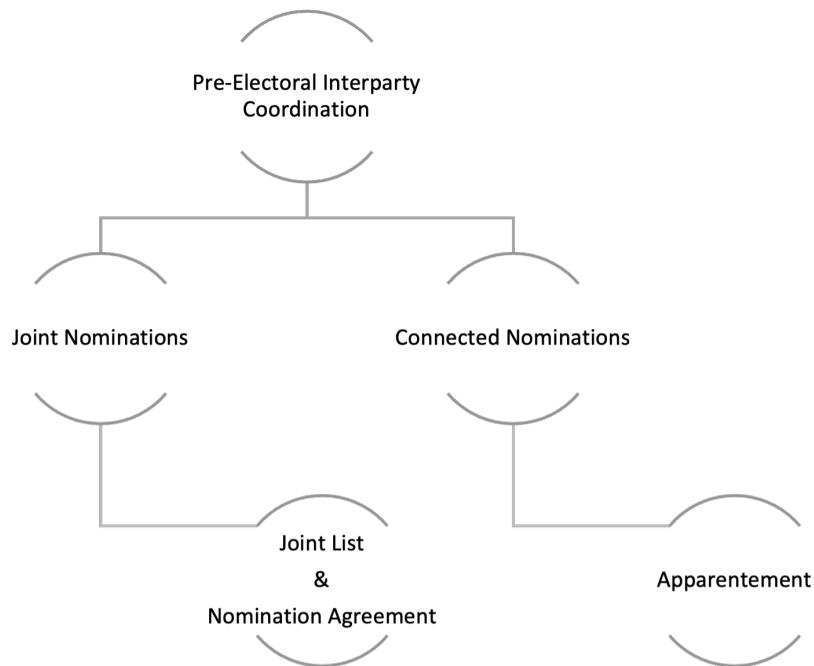 Pre-Electoral Interparty
Coordination
Joint Nominations
Connected Nominations
Joint List
&
Nomination Agreement
Apparentement